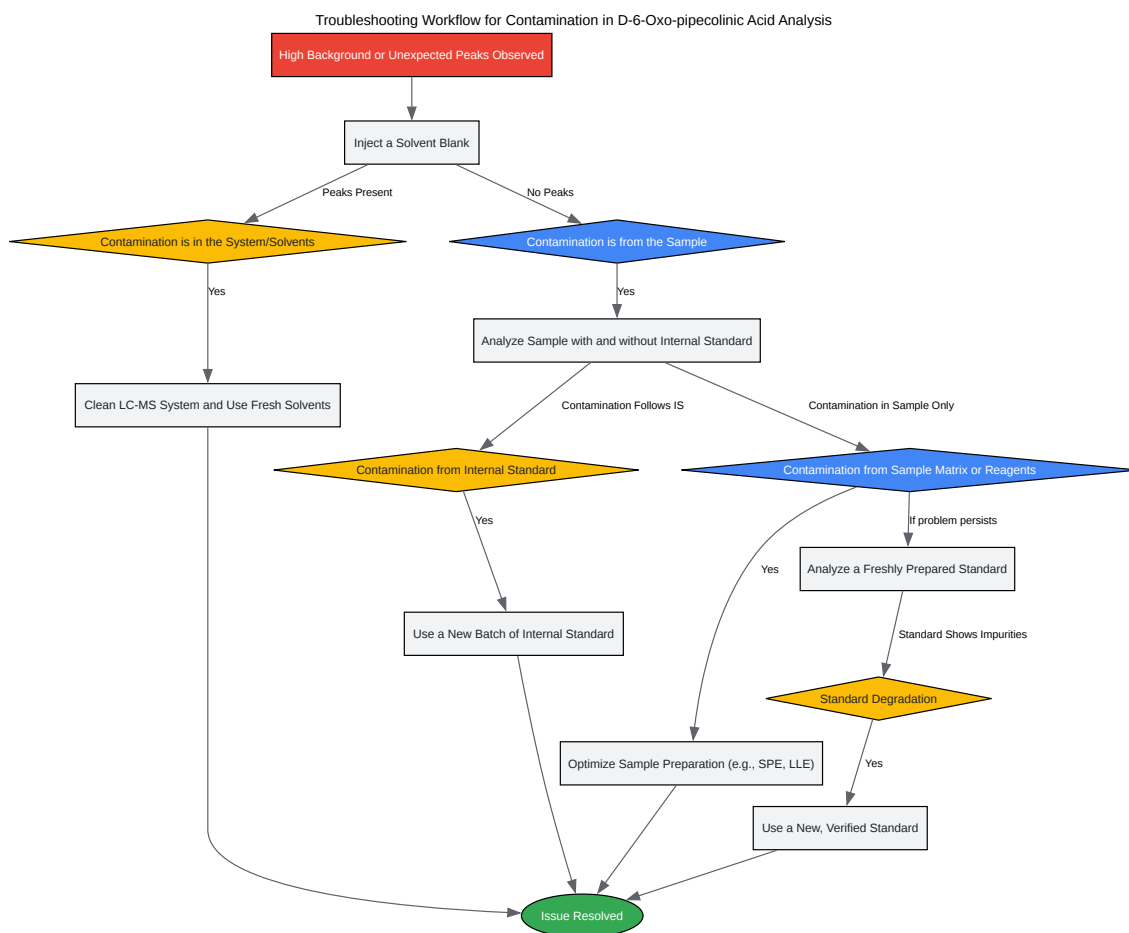 Troubleshooting Workflow for Contamination in D-6-Oxo-pipecolinic Acid Analysis
High Background or Unexpected Peaks Observed
Inject a Solvent Blank
Peaks Present
No Peaks
Contamination is in the System/Solvents
Contamination is from the Sample
Yes
Yes
Analyze Sample with and without Internal Standard
Clean LC-MS System and Use Fresh Solvents
Contamination Follows IS
Contamination in Sample Only
Contamination from Internal Standard
Contamination from Sample Matrix or Reagents
Yes
If problem persists
Yes
Analyze a Freshly Prepared Standard
Use a New Batch of Internal Standard
Standard Shows Impurities
Standard Degradation
Optimize Sample Preparation (e.g., SPE, LLE)
Yes
Use a New, Verified Standard
Issue Resolved